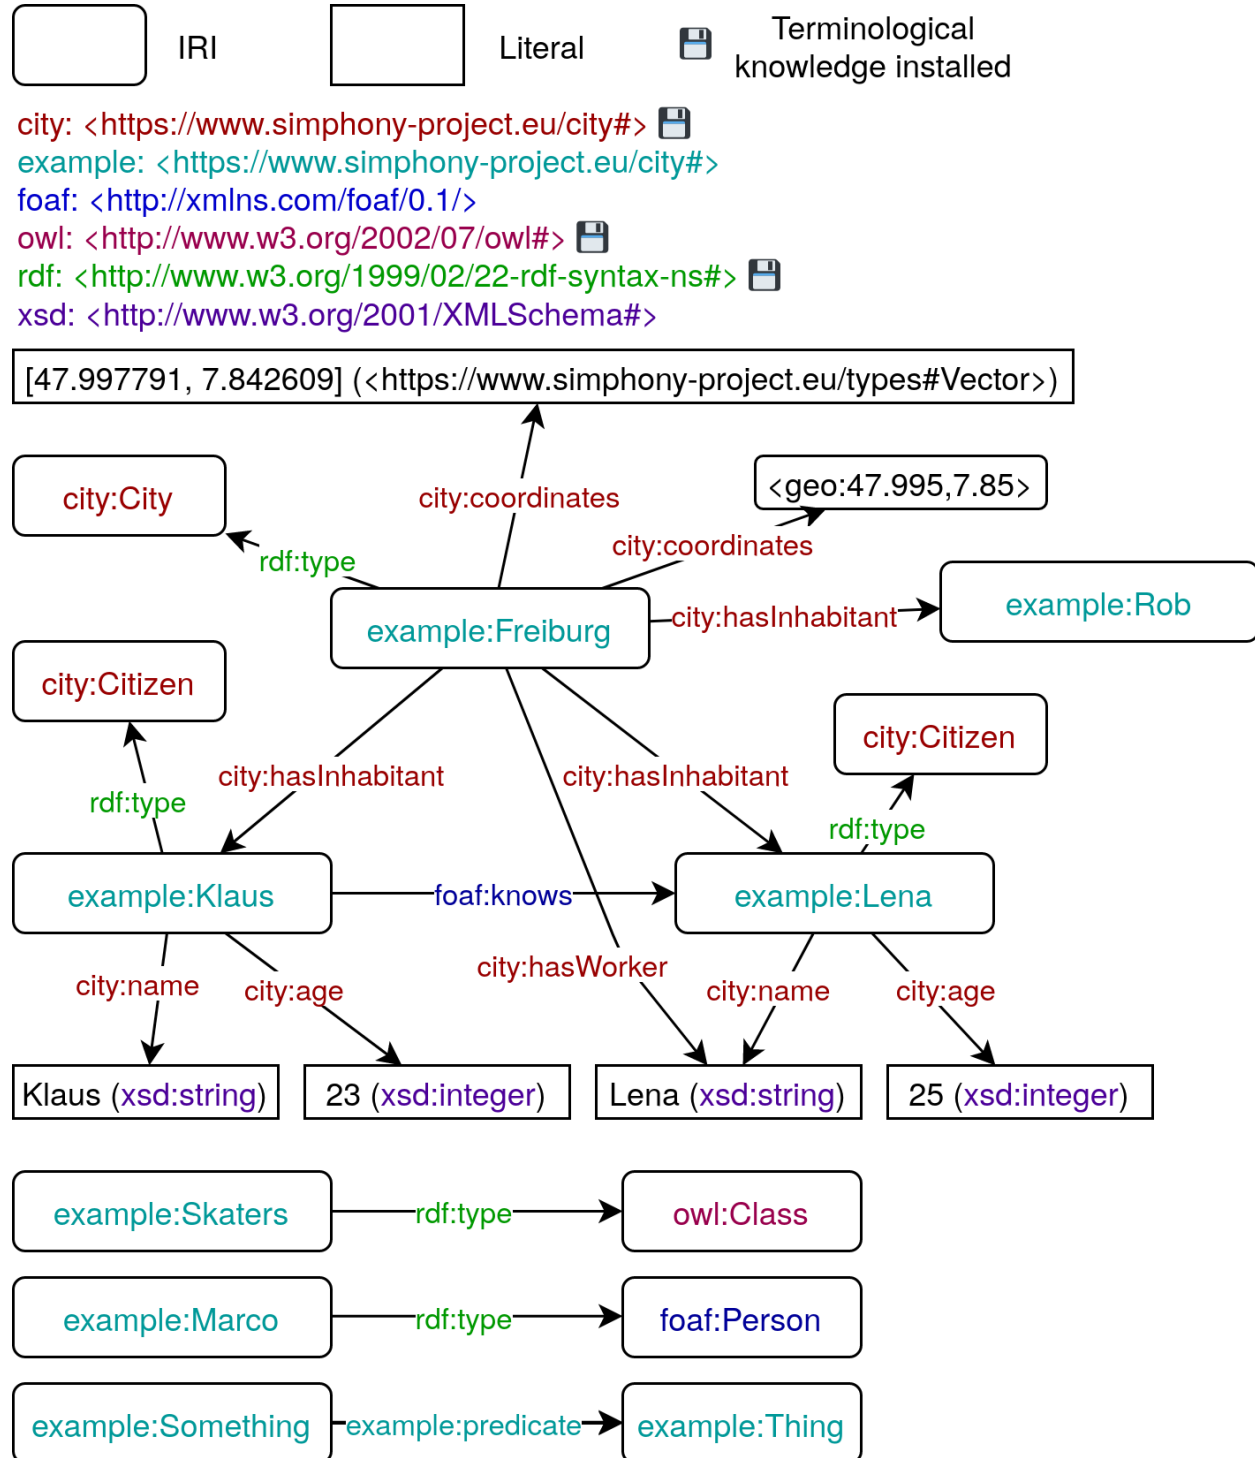 IRI
Literal
Terminological
knowledge installed
city: <https://www.simphony-project.eu/city#>
example: <https://www.simphony-project.eu/city#>
foaf: <http://xmlns.com/foaf/0.1/>
owl: <http://www.w3.org/2002/07/owl#>
rdf: <http://www.w3.org/1999/02/22-rdf-syntax-ns#>
xsd: <http://www.w3.org/2001/XMLSchema#>
[47.997791, 7.842609] (<https://www.simphony-project.eu/types#Vector>)
city:City
city:coordinates
<geo:47.995,7.85>
rdf:type
city:coordinates
example:Freiburg
city:hasInhabitant
example:Rob
city:Citizen
city:Citizen
rdf:type
city:hasInhabitant
city:hasInhabitant
rdf:type
example:Klaus
foaf:knows
example:Lena
city:name
city:age
city:hasWorker
city:name
city:age
Klaus (xsd:string)
23 (xsd:integer)
Lena (xsd:string)
25 (xsd:integer)
example:Skaters
rdf:type
owl:Class
example:Marco
rdf:type
foaf:Person
example:Something
example:predicate
example:Thing